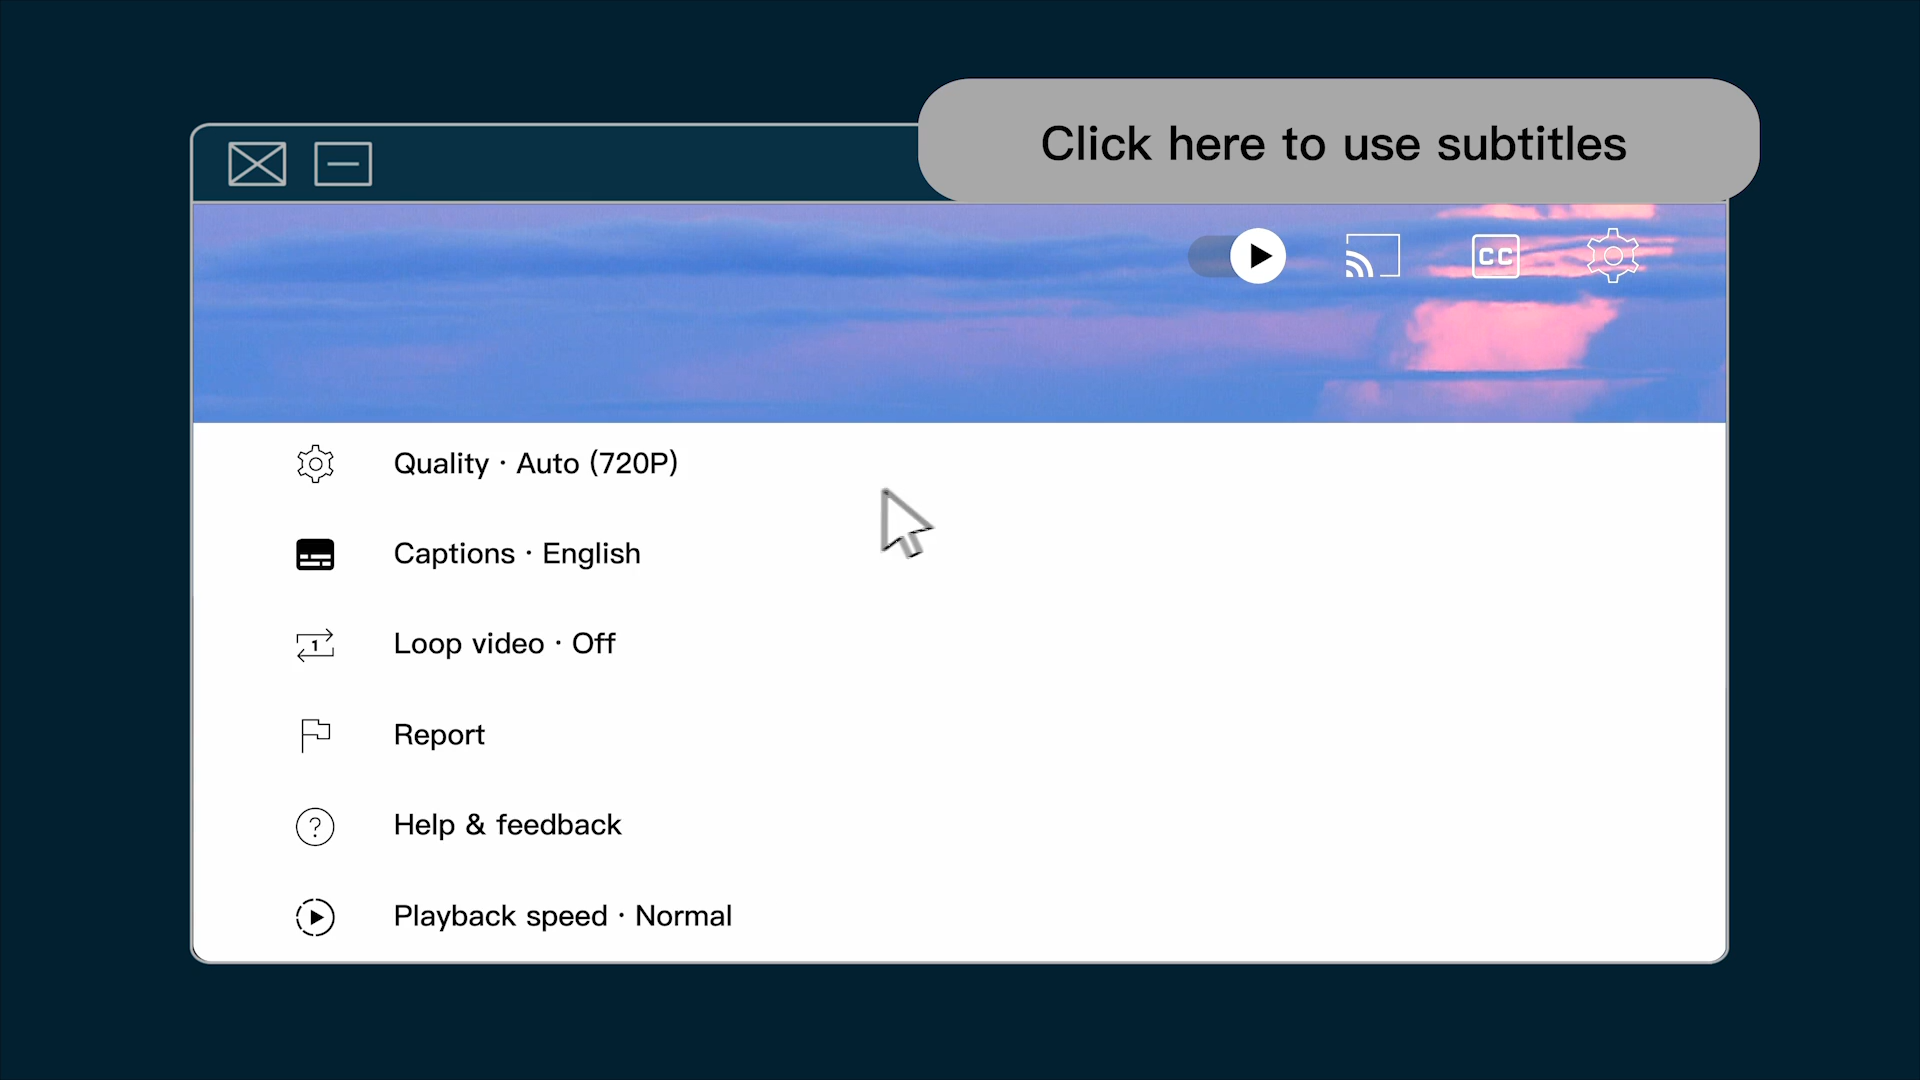 Click here to use subtitles
CC
Quality · Auto (720P)
Captions · English
1
Loop video · Off
Report
?
Help & feedback
Playback speed · Normal